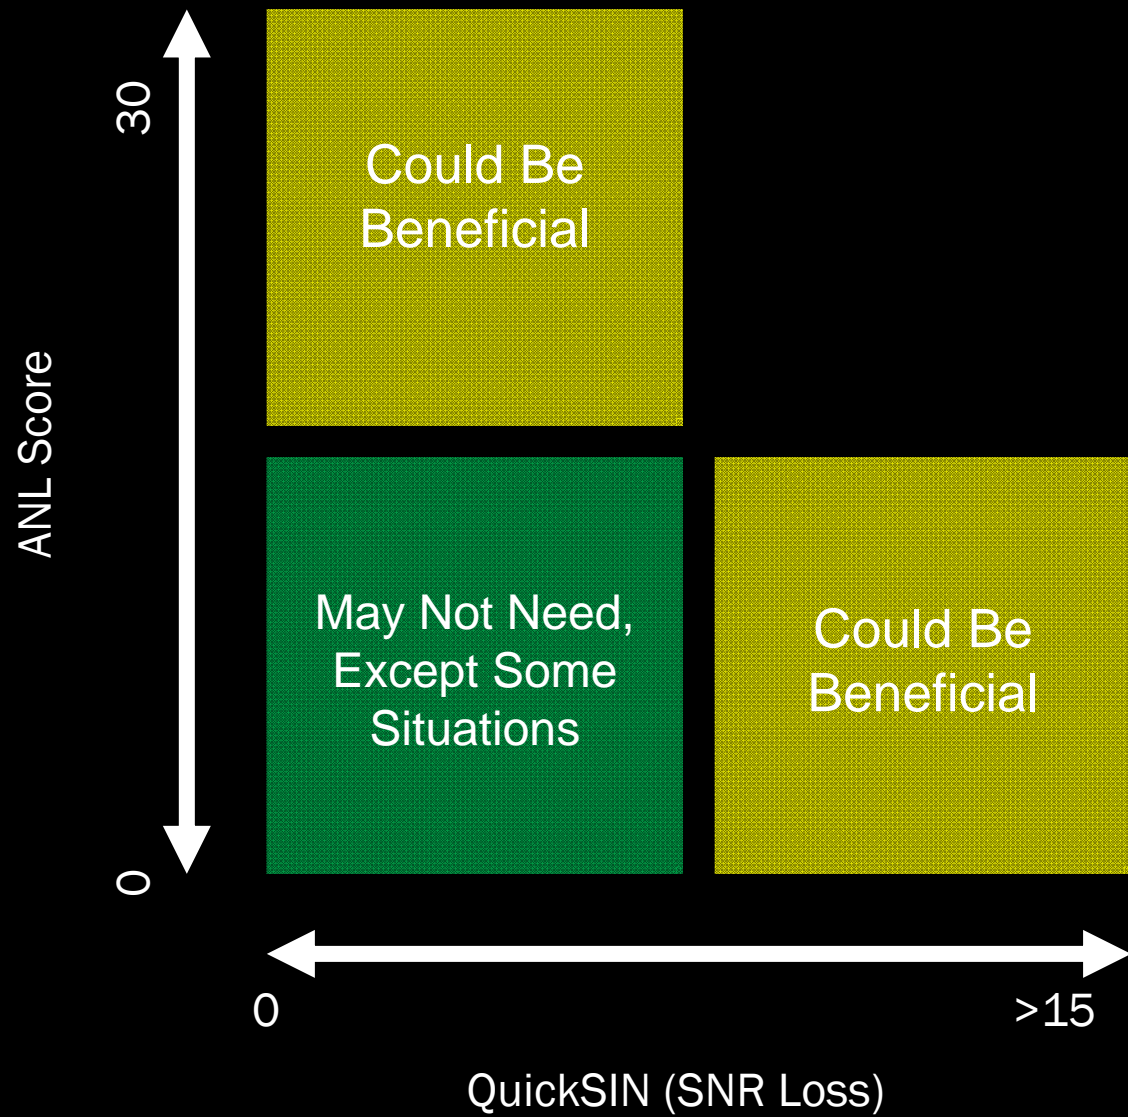 30
Could Be
Beneficial
ANL Score
May Not Need,
Except Some
Situations
Could Be
Beneficial
0
0
>15
QuickSIN (SNR Loss)